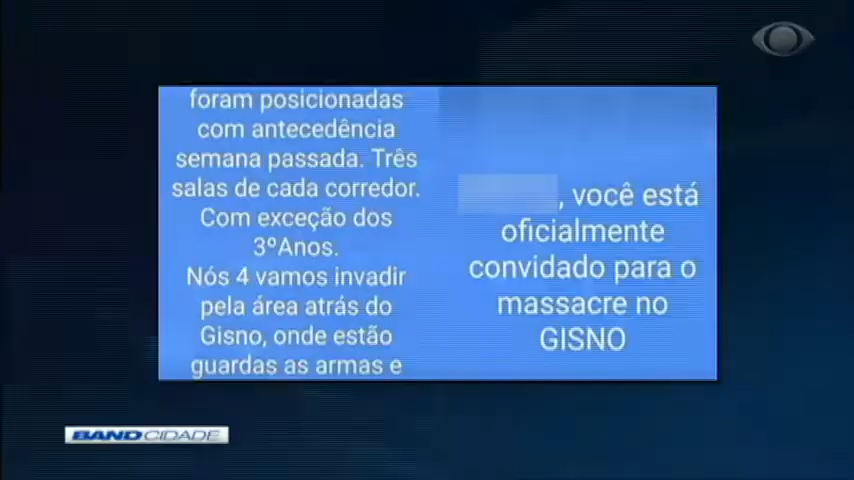 foram posicionadas
com antecedência
semana passada. Três
salas de cada corredor.
Com exceção dos
3ºAnos.
Nós 4 vamos invadir
pela área atrás do
Gisno, onde estão
guardas as armas e
, você está
oficialmente
convidado para o
massacre no
GISNO
BAND CIDADE